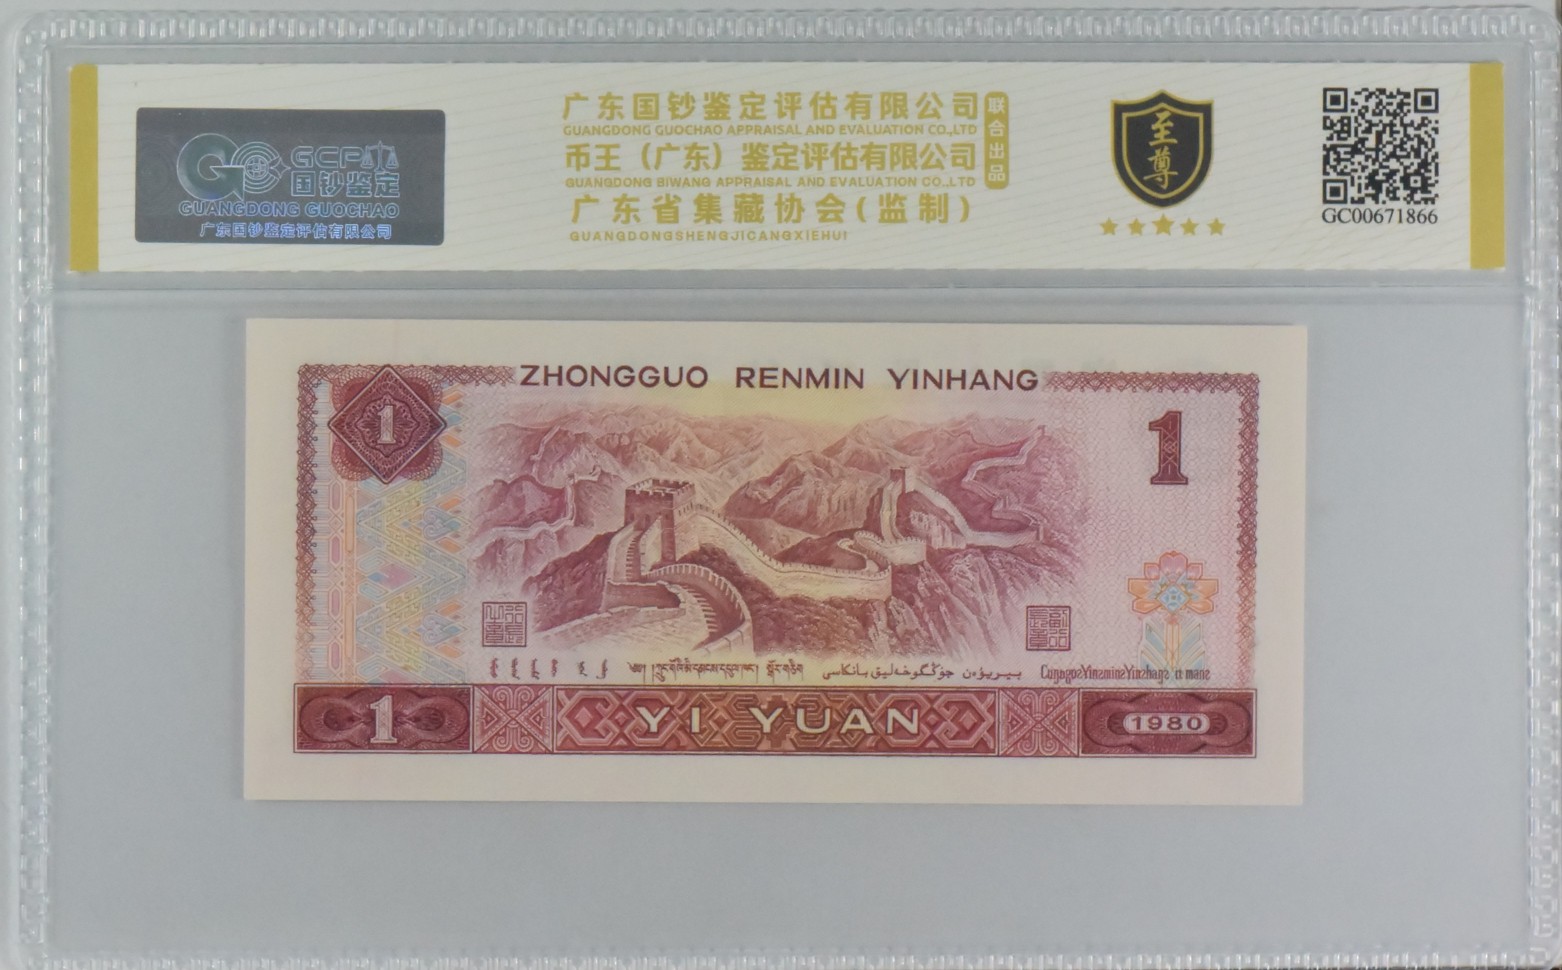 GCP
国钞鉴定
GUANGDONG GUOCHAO
广东国钞鉴定评估有限公司
广东国钞鉴定评估有限公司
GUANGDONG GUOCHAO APPRAISAL AND EVALUATION CO.,LTD
币王（广东）鉴定评估有限公司
GUANGDONG BIWANG APPRAISAL AND EVALUATION CO.,LTD
广东省集藏协会(监制)
GUANGDONGSHENGJICANGXIEHUI
联合出品
至尊
GC00671866
ZHONGGUO RENMIN YINHANG
1
1
1
YI YUAN
1980